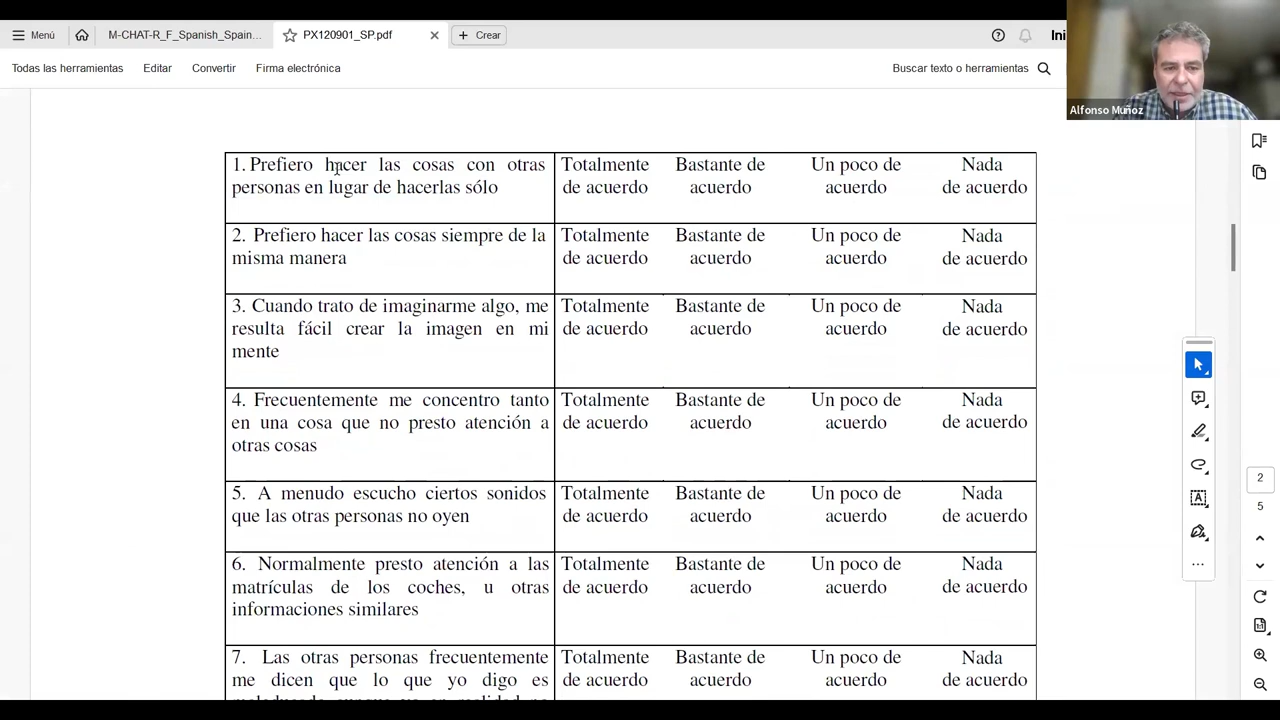 Menú
M-CHAT-R_F_Spanish_Spain...
PX120901_SP.pdf
Crear
Todas las herramientas
Editar
Convertir
Firma electrónica
Buscar texto o herramientas
Alfonso Muñoz
1. Prefiero hacer las cosas con otras
personas en lugar de hacerlas sólo
Totalmente
de acuerdo
Bastante de
acuerdo
Un poco de
acuerdo
Nada
de acuerdo
2. Prefiero hacer las cosas siempre de la
misma manera
Totalmente
de acuerdo
Bastante de
acuerdo
Un poco de
acuerdo
Nada
de acuerdo
3. Cuando trato de imaginarme algo, me
resulta fácil crear la imagen en mi
mente
Totalmente
de acuerdo
Bastante de
acuerdo
Un poco de
acuerdo
Nada
de acuerdo
4. Frecuentemente me concentro tanto
en una cosa que no presto atención a
otras cosas
Totalmente
de acuerdo
Bastante de
acuerdo
Un poco de
acuerdo
Nada
de acuerdo
5. A menudo escucho ciertos sonidos
que las otras personas no oyen
Totalmente
de acuerdo
Bastante de
acuerdo
Un poco de
acuerdo
Nada
de acuerdo
6. Normalmente presto atención a las
matrículas de los coches, u otras
informaciones similares
Totalmente
de acuerdo
Bastante de
acuerdo
Un poco de
acuerdo
Nada
de acuerdo
7. Las otras personas frecuentemente
me dicen que lo que yo digo es
Totalmente
de acuerdo
Bastante de
acuerdo
Un poco de
acuerdo
Nada
de acuerdo
2
5